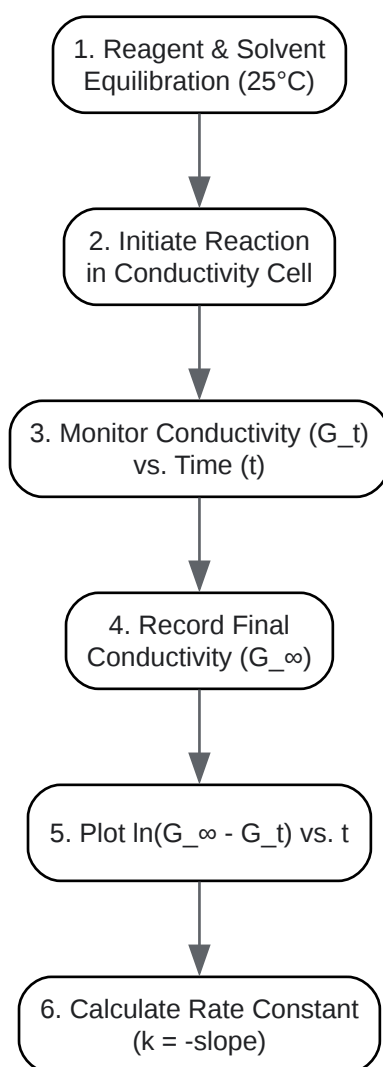 1. Reagent & Solvent
Equilibration (25°C)
2. Initiate Reaction
in Conductivity Cell
3. Monitor Conductivity (G_t)
vs. Time (t)
4. Record Final
Conductivity (G_∞)
5. Plot ln(G_∞ - G_t) vs. t
6. Calculate Rate Constant
(k = -slope)